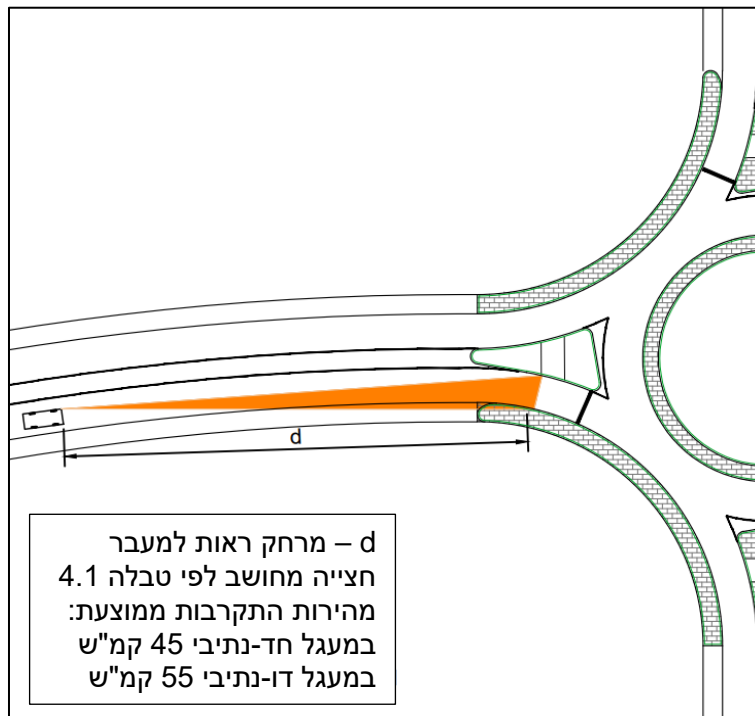 d
d – מרחק ראות למעבר
חצייה מחושב לפי טבלה 4.1
מהירות התקרבות ממוצעת:
במעגל חד-נתיבי 45 קמ"ש
במעגל דו-נתיבי 55 קמ"ש